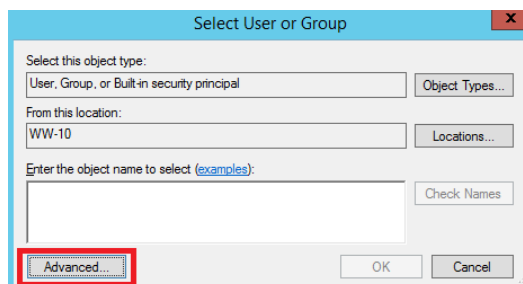 Select User or Group
x
Select this object type:
User, Group, or Built-in security principal
Object Types...
From this location:
WW-10
Locations...
Enter the object name to select (examples):
Check Names
Advanced...
OK
Cancel